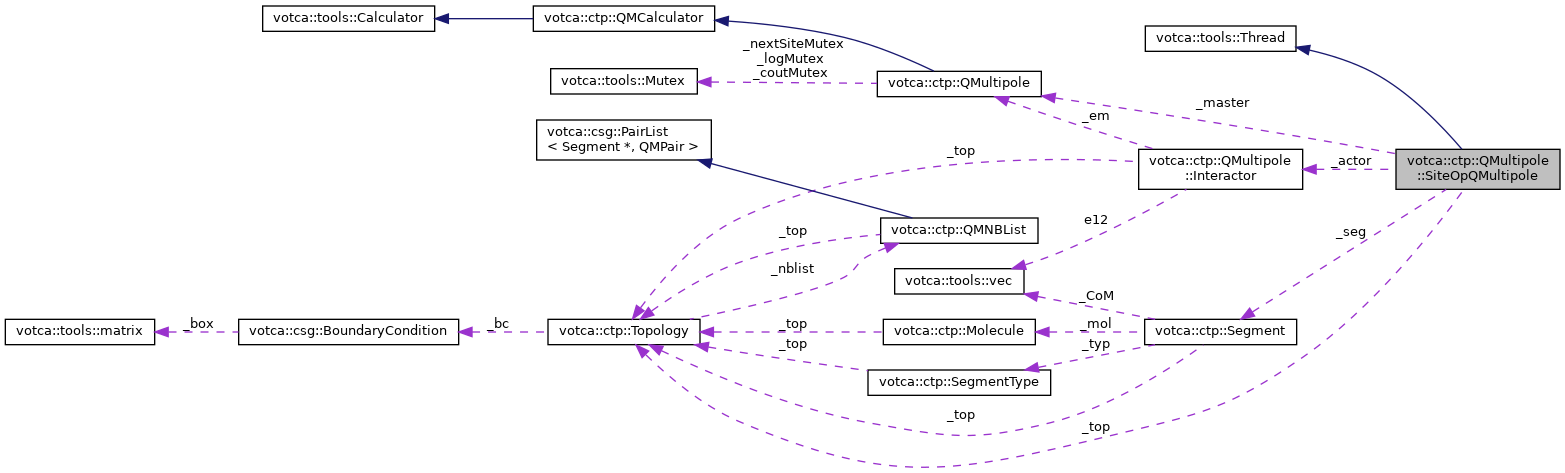 votca::tools::Calculator
votca::ctp::QMCalculator
votca::tools::Thread
_nextSiteMutex
_logMutex
_coutMutex
votca::tools::Mutex
votca::ctp::QMultipole
_master
_em
votca::csg::PairList
< Segment *, QMPair >
_top
votca::ctp::QMultipole
::Interactor
_actor
votca::ctp::QMultipole
::SiteOpQMultipole
e12
_top
votca::ctp::QMNBList
_seg
_nblist
votca::tools::vec
_CoM
votca::tools::matrix
_box
votca::csg::BoundaryCondition
_bc
votca::ctp::Topology
_top
votca::ctp::Molecule
_mol
votca::ctp::Segment
_top
_typ
votca::ctp::SegmentType
_top
_top